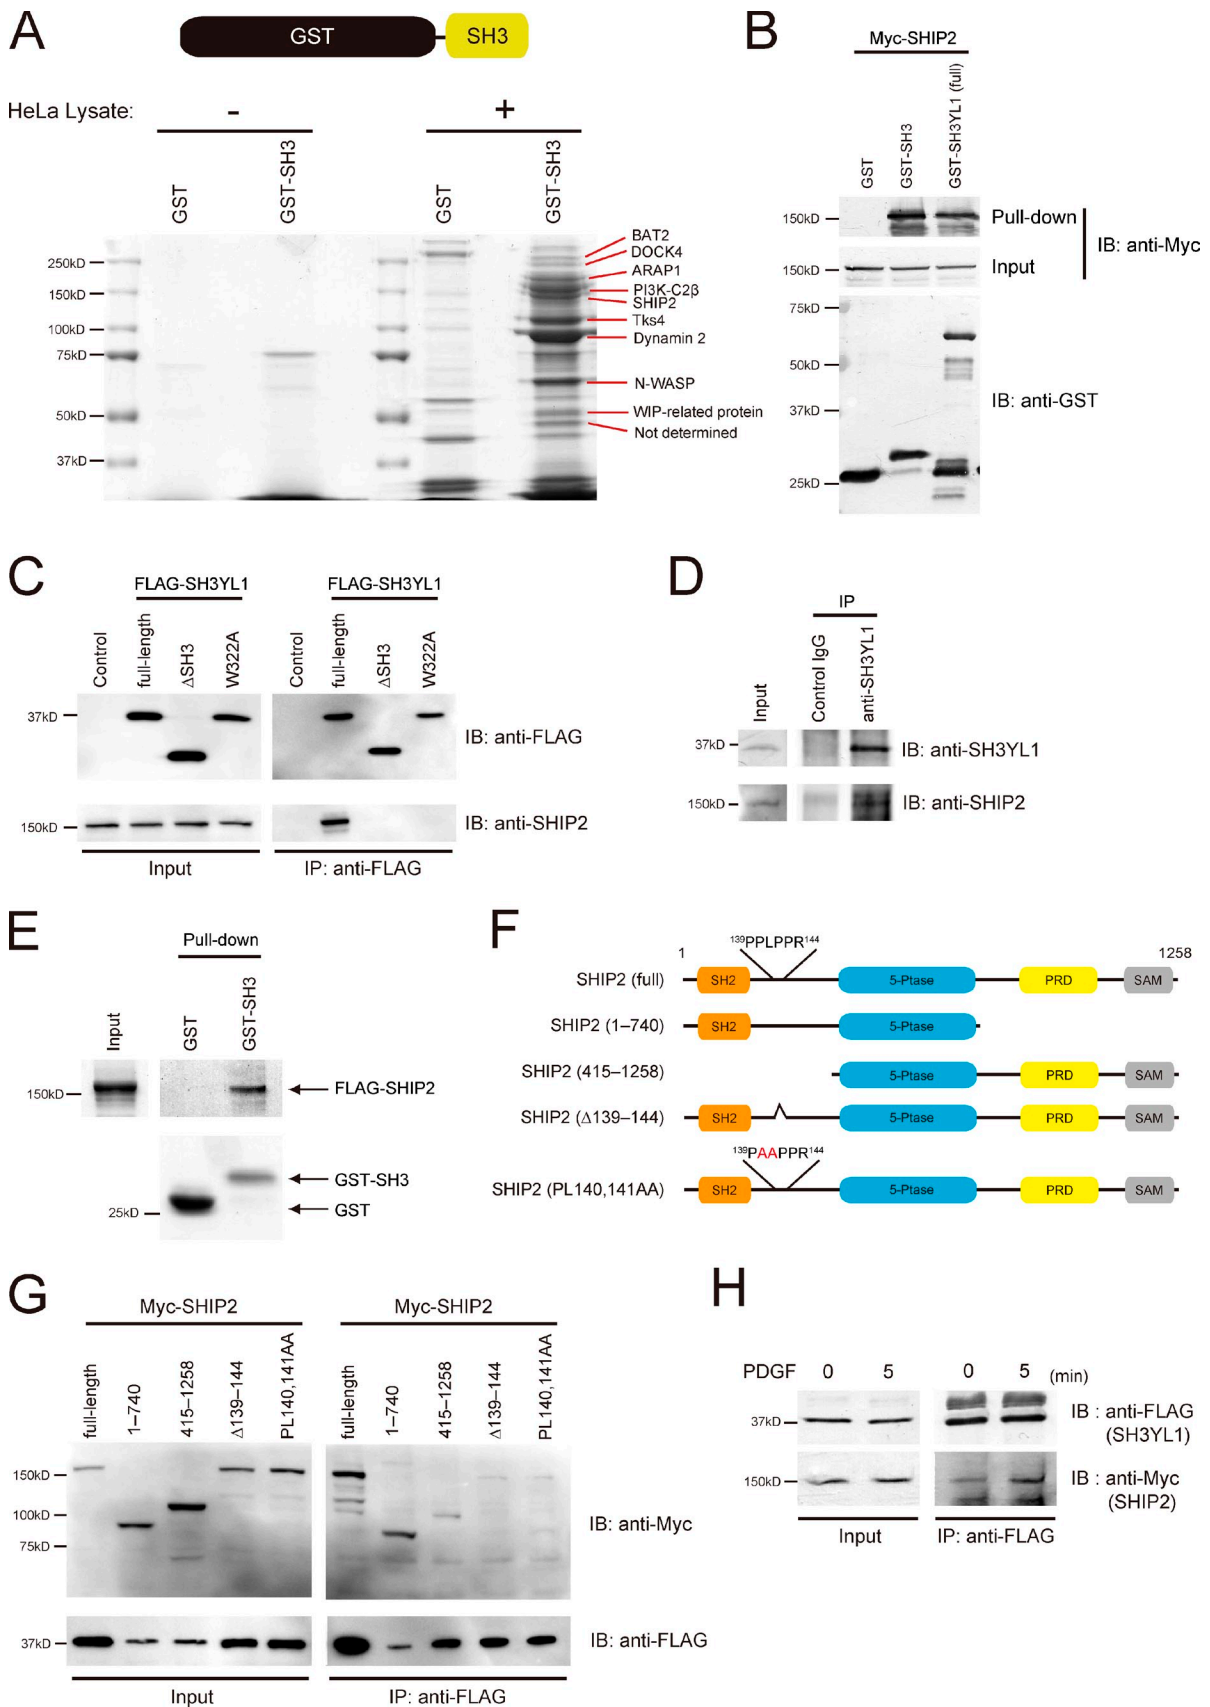 A
GST
SH3
HeLa Lysate:
-
+
GST
GST-SH3
GST
GST-SH3
250kD
150kD
100kD
75kD
50kD
37kD
BAT2
DOCK4
ARAP1
PI3K-C2β
SHIP2
Tks4
Dynamin 2
N-WASP
WIP-related protein
Not determined
B
Myc-SHIP2
GST
GST-SH3
GST-SH3YL1 (full)
150kD
Pull-down
150kD
Input
IB: anti-Myc
75kD
50kD
37kD
25kD
IB: anti-GST
C
FLAG-SH3YL1
FLAG-SH3YL1
Control
full-length
ΔSH3
W322A
Control
full-length
ΔSH3
W322A
37kD
IB: anti-FLAG
150kD
IB: anti-SHIP2
Input
IP: anti-FLAG
D
IP
Input
Control IgG
anti-SH3YL1
37kD
IB: anti-SH3YL1
150kD
IB: anti-SHIP2
E
Pull-down
Input
GST
GST-SH3
150kD
FLAG-SHIP2
GST-SH3
25kD
GST
F
139PPLPPR144
1
1258
SHIP2 (full)
SH2
5-Ptase
PRD
SAM
SHIP2 (1–740)
SH2
5-Ptase
SHIP2 (415–1258)
5-Ptase
PRD
SAM
SHIP2 (Δ139–144)
SH2
5-Ptase
PRD
SAM
139PAAPPR144
SHIP2 (PL140,141AA)
SH2
5-Ptase
PRD
SAM
G
Myc-SHIP2
Myc-SHIP2
full-length
1–740
415–1258
Δ139–144
PL140,141AA
full-length
1–740
415–1258
Δ139–144
PL140,141AA
150kD
100kD
75kD
IB: anti-Myc
37kD
IB: anti-FLAG
Input
IP: anti-FLAG
H
PDGF
0
5
0
5
(min)
37kD
IB : anti-FLAG
(SH3YL1)
150kD
IB : anti-Myc
(SHIP2)
Input
IP: anti-FLAG